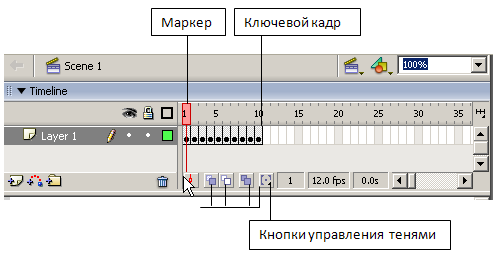 Маркер
Ключевой кадр
Scene 1
100%
Timeline
1 5 10 15 20 25 30 35
Layer 1
1 12.0 fps 0.0s
Кнопки управления тенями